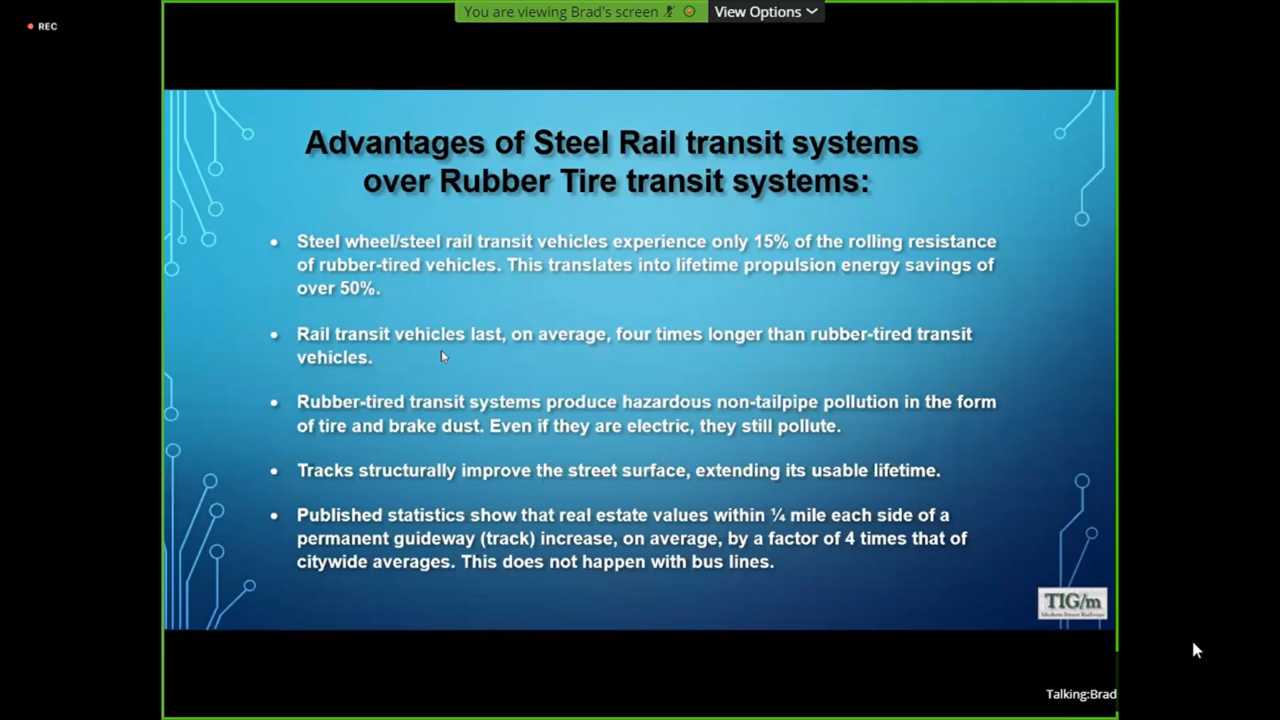 You are viewing Brad's screen
View Options
REC
Advantages of Steel Rail transit systems
over Rubber Tire transit systems:
• Steel wheel/steel rail transit vehicles experience only 15% of the rolling resistance
of rubber-tired vehicles. This translates into lifetime propulsion energy savings of
over 50%.
• Rail transit vehicles last, on average, four times longer than rubber-tired transit
vehicles.
• Rubber-tired transit systems produce hazardous non-tailpipe pollution in the form
of tire and brake dust. Even if they are electric, they still pollute.
• Tracks structurally improve the street surface, extending its usable lifetime.
• Published statistics show that real estate values within ¼ mile each side of a
permanent guideway (track) increase, on average, by a factor of 4 times that of
citywide averages. This does not happen with bus lines.
TIG/m
Modern Street Railways
Talking:Brad